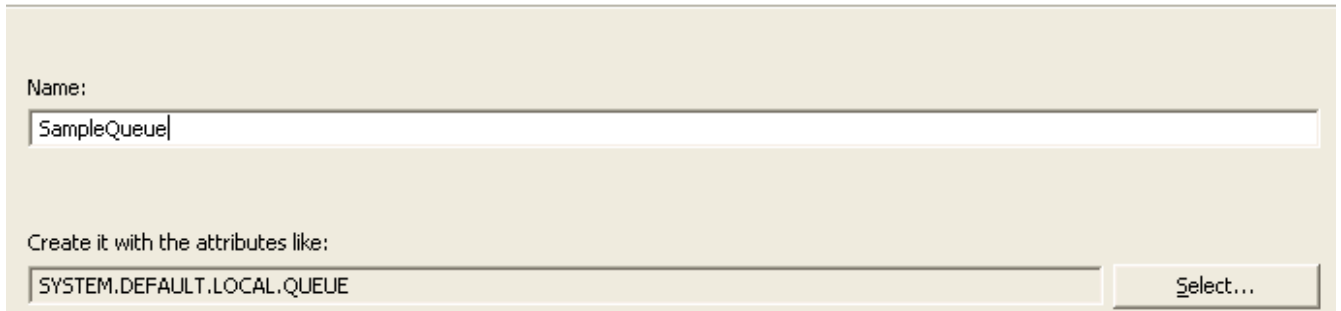 Name:
SampleQueue
Create it with the attributes like:
SYSTEM.DEFAULT.LOCAL.QUEUE Select...